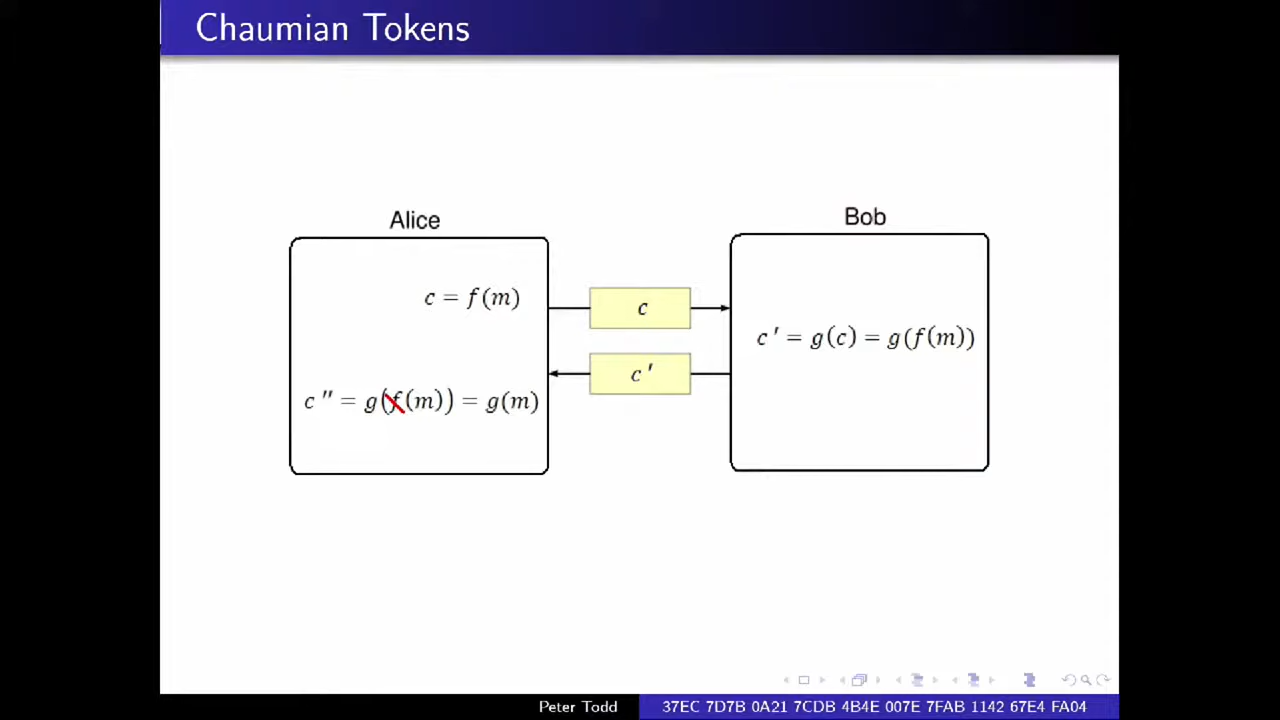 Chaumian Tokens
Alice
Bob
c = f(m)
c
c' = g(c) = g(f(m))
c'
c'' = g(f(m)) = g(m)
Peter Todd
37EC 7D7B 0A21 7CDB 4B4E 007E 7FAB 1142 67E4 FA04